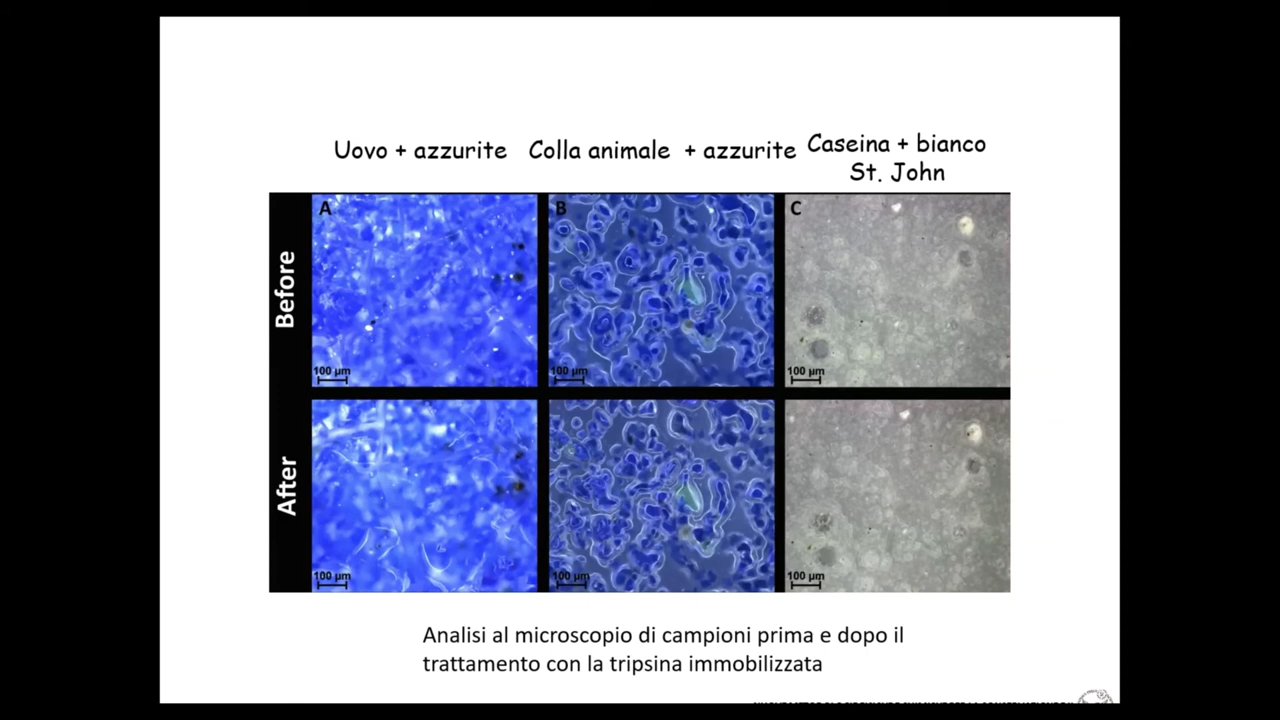 Uovo + azzurite
Colla animale + azzurite
Caseina + bianco
St. John
Before
A
B
C
100 µm
100 µm
100 µm
After
100 µm
100 µm
100 µm
Analisi al microscopio di campioni prima e dopo il
trattamento con la tripsina immobilizzata